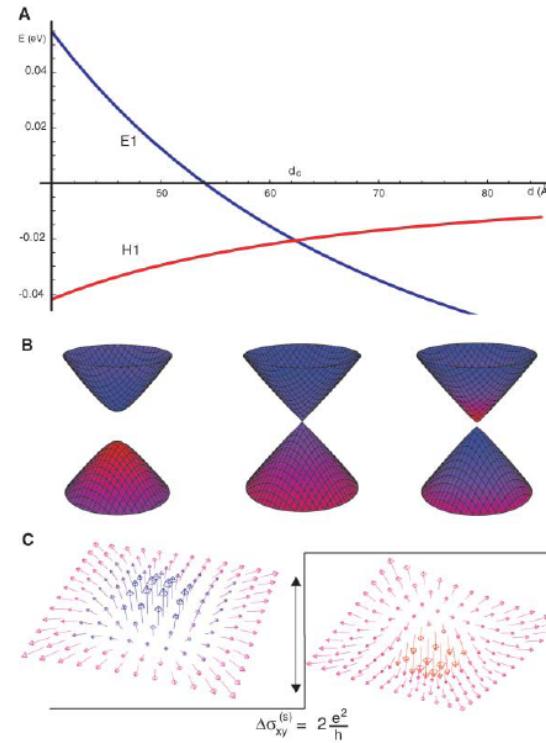 A
E (eV)
0.04
0.02
E1
d_c
50
60
70
80
d (Å
-0.02
H1
-0.04
B
C
Δσ_xy^(s) = 2 e²/h